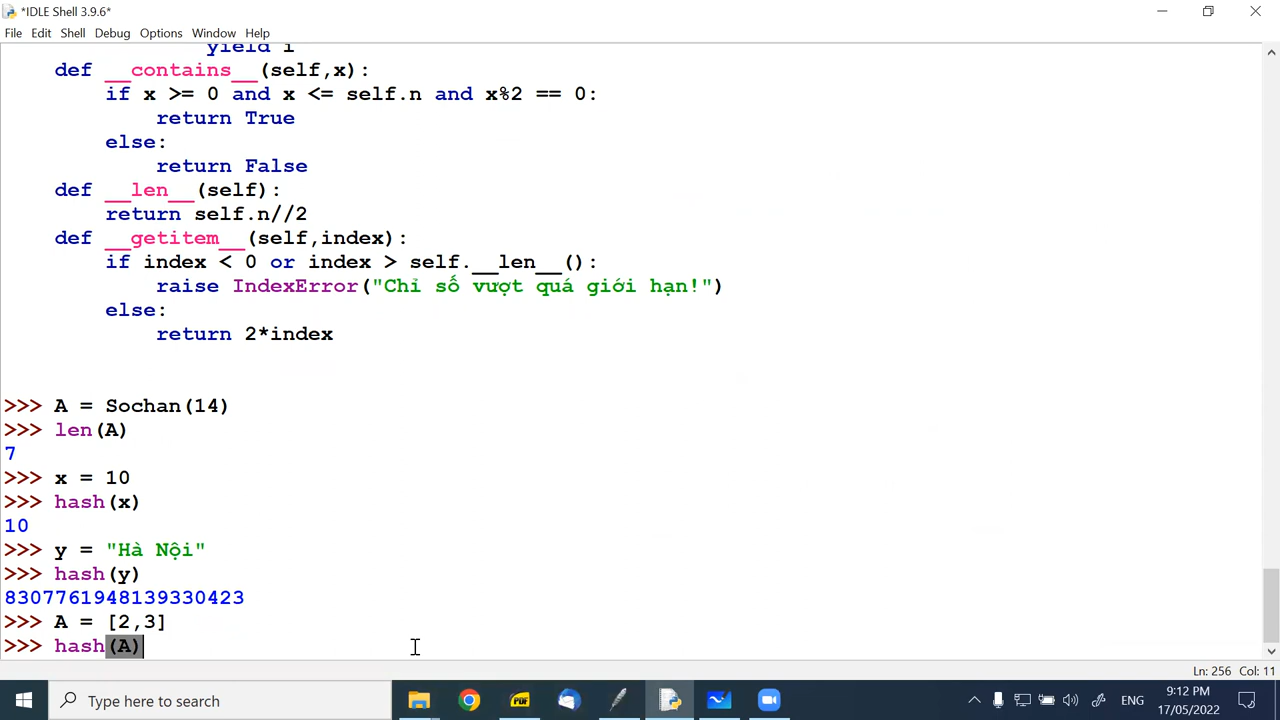 *IDLE Shell 3.9.6*
File Edit Shell Debug Options Window Help
yield i
def __contains__(self,x):
if x >= 0 and x <= self.n and x%2 == 0:
return True
else:
return False
def __len__(self):
return self.n//2
def __getitem__(self,index):
if index < 0 or index > self.__len__():
raise IndexError("Chỉ số vượt quá giới hạn!")
else:
return 2*index
>>> A = Sochan(14)
>>> len(A)
7
>>> x = 10
>>> hash(x)
10
>>> y = "Hà Nội"
>>> hash(y)
8307761948139330423
>>> A = [2,3]
>>> hash(A)
Ln: 256 Col: 11
Type here to search
PDF
ENG
9:12 PM
17/05/2022